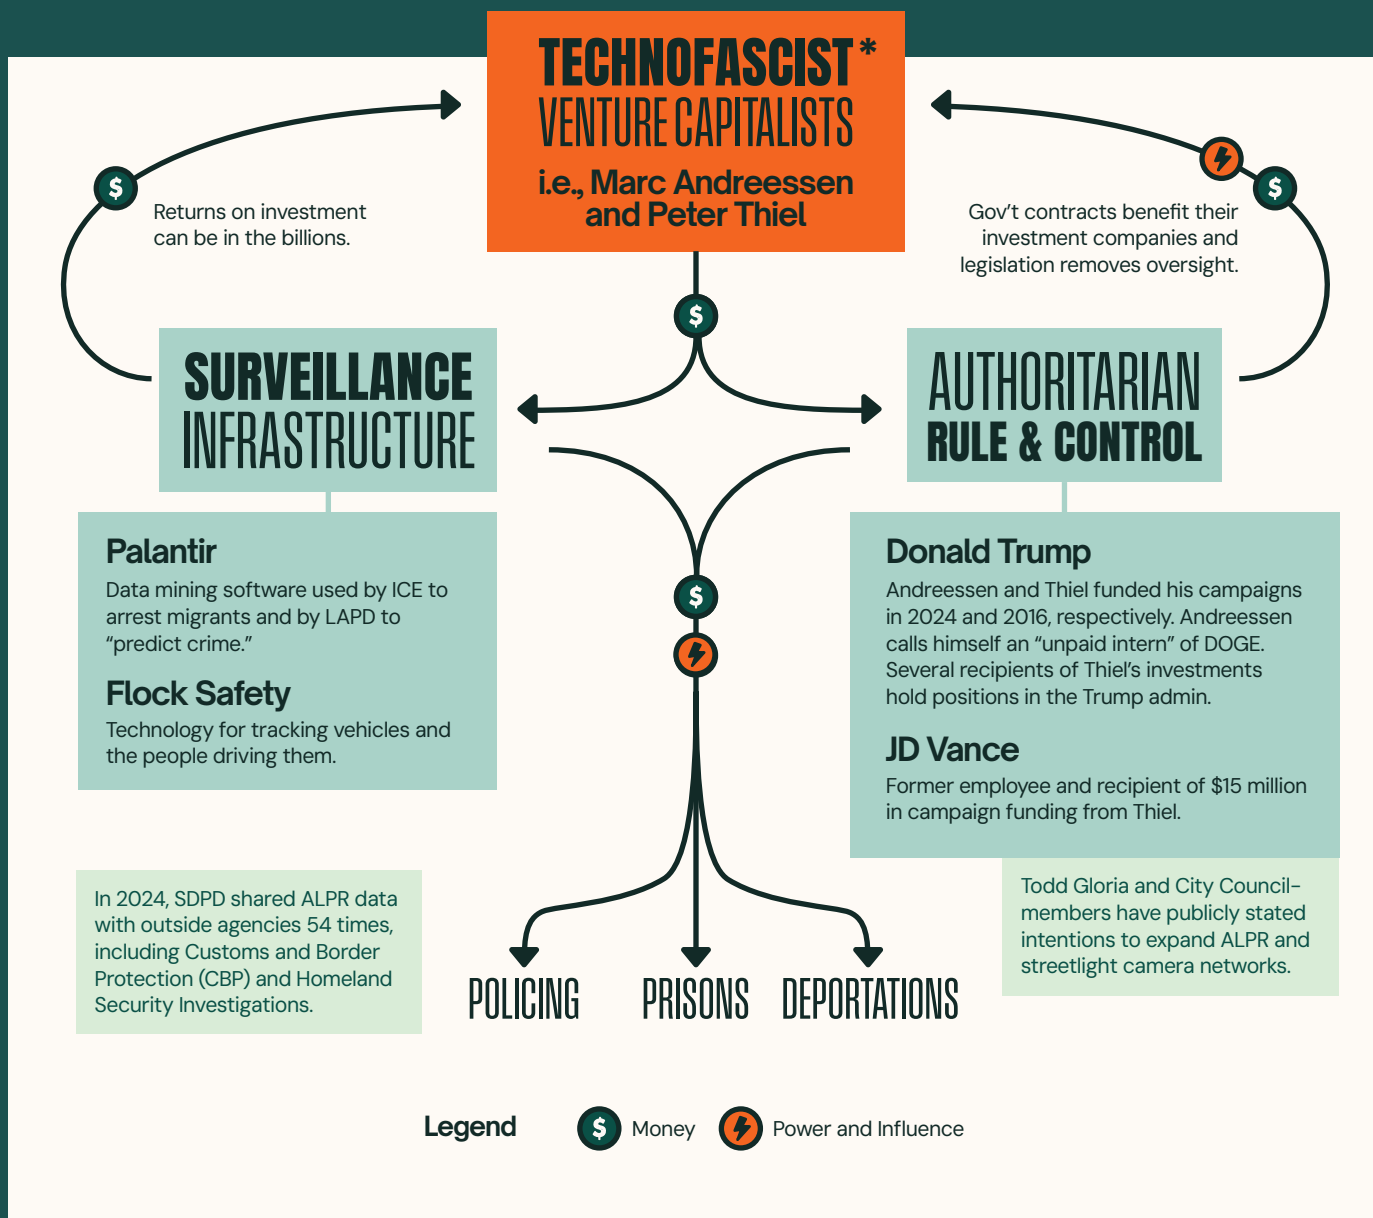 TECHNOFASCIST*
VENTURE CAPITALISTS
i.e., Marc Andreessen
and Peter Thiel
$
Returns on investment
can be in the billions.
$
Gov't contracts benefit their
investment companies and
legislation removes oversight.
$
SURVEILLANCE
INFRASTRUCTURE
AUTHORITARIAN
RULE & CONTROL
Palantir
Data mining software used by ICE to
arrest migrants and by LAPD to
“predict crime.”
Flock Safety
Technology for tracking vehicles and
the people driving them.
$
Donald Trump
Andreessen and Thiel funded his campaigns
in 2024 and 2016, respectively. Andreessen
calls himself an “unpaid intern” of DOGE.
Several recipients of Thiel’s investments
hold positions in the Trump admin.
JD Vance
Former employee and recipient of $15 million
in campaign funding from Thiel.
In 2024, SDPD shared ALPR data
with outside agencies 54 times,
including Customs and Border
Protection (CBP) and Homeland
Security Investigations.
Todd Gloria and City Council-
members have publicly stated
intentions to expand ALPR and
streetlight camera networks.
POLICING
PRISONS
DEPORTATIONS
Legend
$ Money
Power and Influence